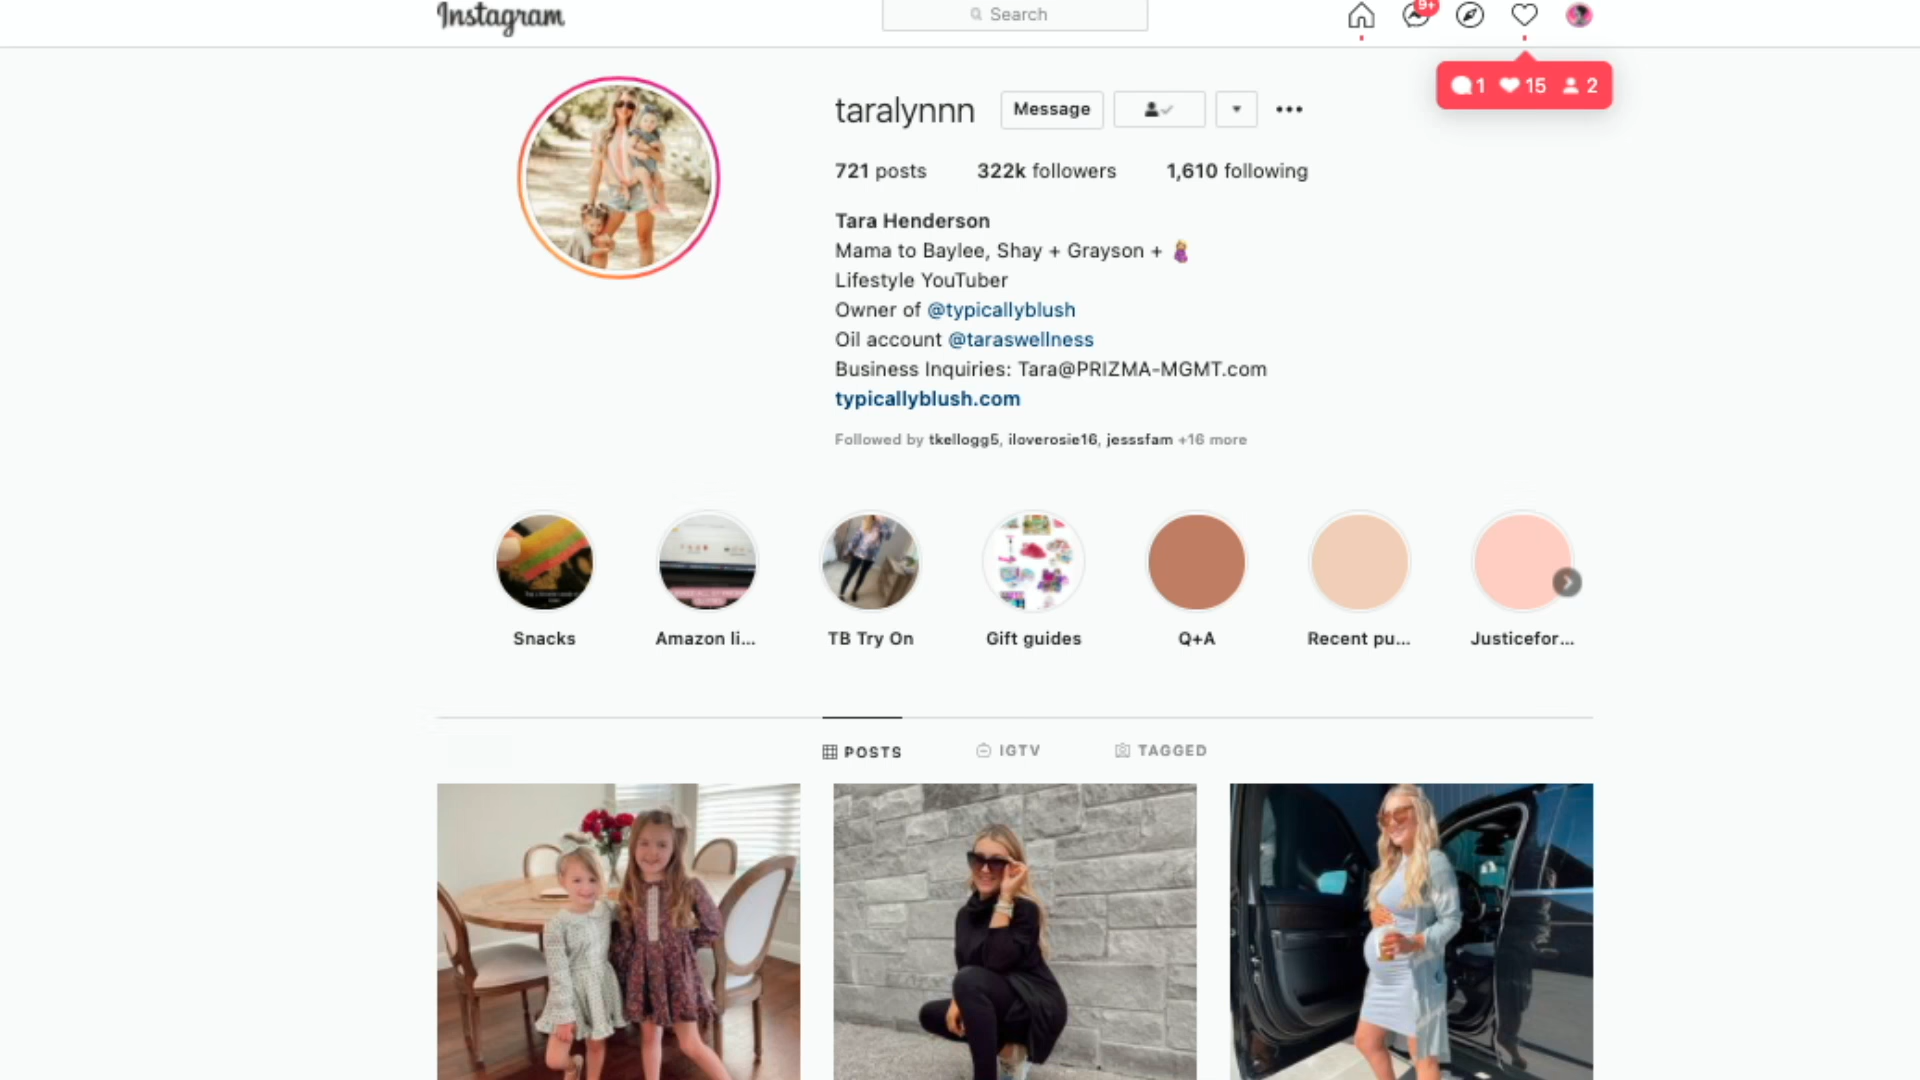 Instagram
Search
9+
1 15 2
taralynnn Message
721 posts 322k followers 1,610 following
Tara Henderson
Mama to Baylee, Shay + Grayson +
Lifestyle YouTuber
Owner of @typicallyblush
Oil account @taraswellness
Business Inquiries: Tara@PRIZMA-MGMT.com
typicallyblush.com
Followed by tkellogg5, iloverosie16, jesssfam +16 more
Snacks Amazon li... TB Try On Gift guides Q+A Recent pu... Justicefor...
POSTS IGTV TAGGED